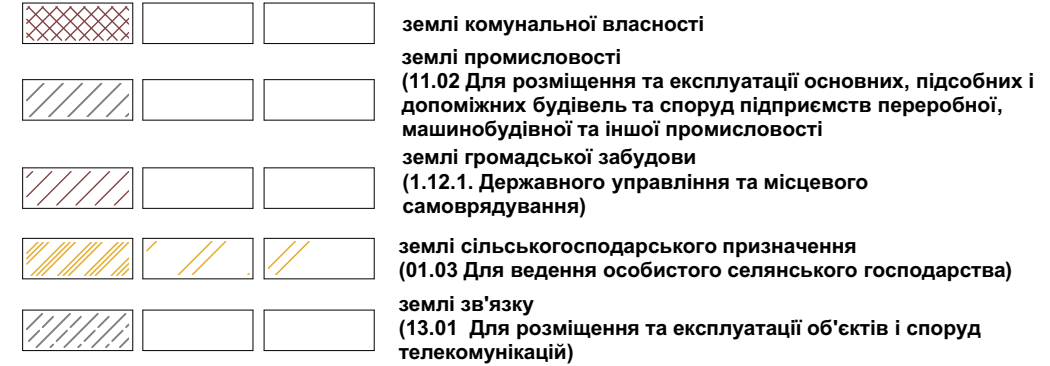 землі комунальної власності
землі промисловості
(11.02 Для розміщення та експлуатації основних, підсобних і
допоміжних будівель та споруд підприємств переробної,
машинобудівної та іншої промисловості
землі громадської забудови
(1.12.1. Державного управління та місцевого
самоврядування)
землі сільськогосподарського призначення
(01.03 Для ведення особистого селянського господарства)
землі зв'язку
(13.01 Для розміщення та експлуатації об'єктів і споруд
телекомунікацій)